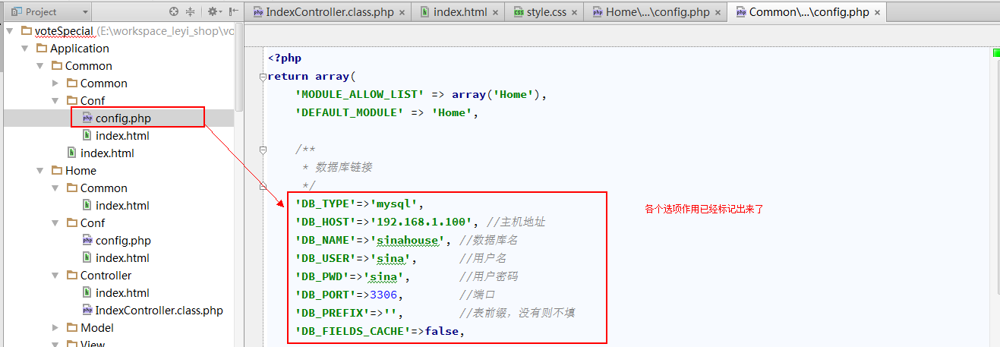 Project
IndexController.class.php
index.html
style.css
Home\...\config.php
Common\...\config.php
voteSpecial (E:\workspace_leyi_shop\vo
Application
Common
Common
Conf
config.php
index.html
index.html
Home
Common
index.html
Conf
config.php
index.html
Controller
index.html
IndexController.class.php
Model
View
<?php
return array(
'MODULE_ALLOW_LIST' => array('Home'),
'DEFAULT_MODULE' => 'Home',
/**
* 数据库链接
*/
'DB_TYPE'=>'mysql',
'DB_HOST'=>'192.168.1.100', //主机地址
'DB_NAME'=>'sinahouse', //数据库名
'DB_USER'=>'sina', //用户名
'DB_PWD'=>'sina', //用户密码
'DB_PORT'=>3306, //端口
'DB_PREFIX'=>'', //表前缀，没有则不填
'DB_FIELDS_CACHE'=>false,
各个选项作用已经标记出来了